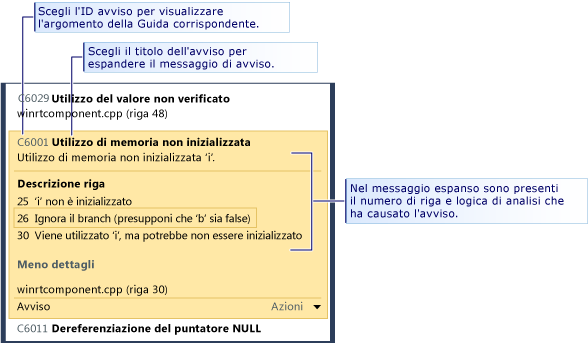 Scegli l'ID avviso per visualizzare
l'argomento della Guida corrispondente.
Scegli il titolo dell'avviso per
espandere il messaggio di avviso.
C6029 Utilizzo del valore non verificato
winrtcomponent.cpp (riga 48)
C6001 Utilizzo di memoria non inizializzata
Utilizzo di memoria non inizializzata 'i'.
Descrizione riga
25 'i' non è inizializzato
26 Ignora il branch (presupponi che 'b' sia false)
30 Viene utilizzato 'i', ma potrebbe non essere inizializzato
Meno dettagli
winrtcomponent.cpp (riga 30)
Avviso Azioni
C6011 Dereferenziazione del puntatore NULL
Nel messaggio espanso sono presenti
il numero di riga e logica di analisi che
ha causato l'avviso.